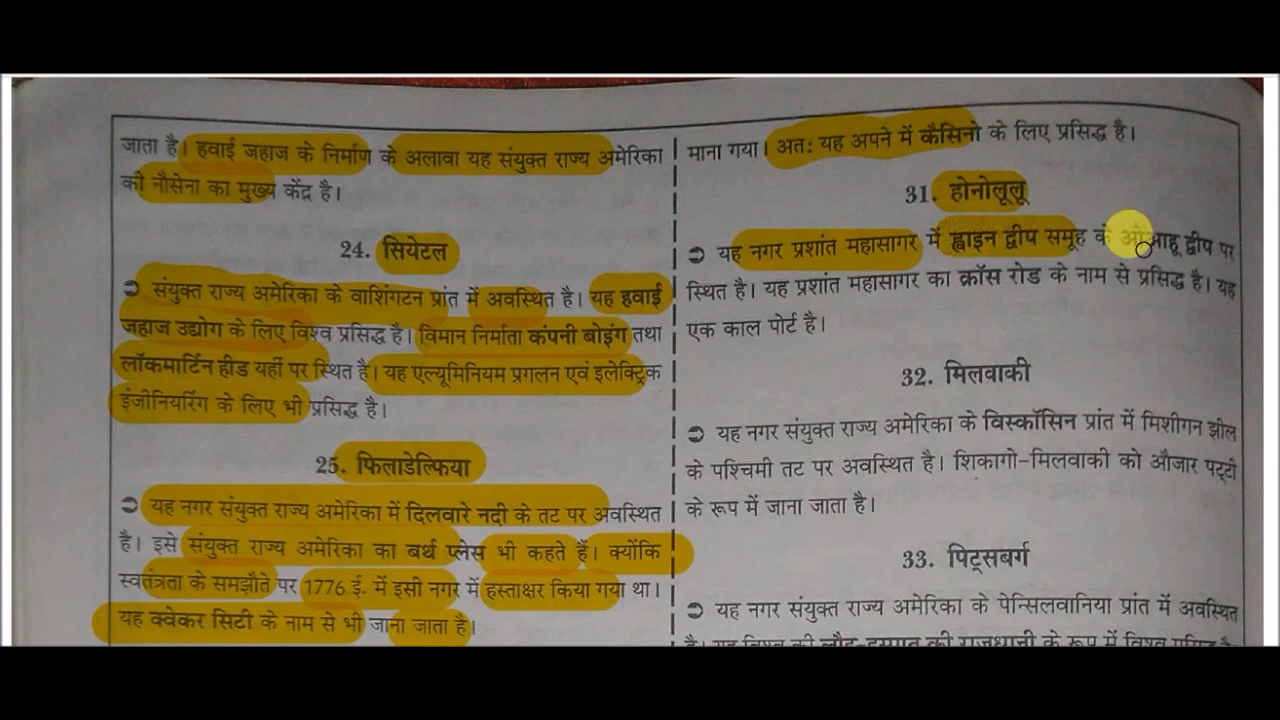 जाता है। हवाई जहाज के निर्माण के अलावा यह संयुक्त राज्य अमेरिका
की नौसेना का मुख्य केंद्र है।
24. सियेटल
➲ संयुक्त राज्य अमेरिका के वाशिंगटन प्रांत में अवस्थित है। यह हवाई
जहाज उद्योग के लिए विश्व प्रसिद्ध है। विमान निर्माता कंपनी बोइंग तथा
लॉकमार्टिन हीड यहीं पर स्थित है। यह एल्यूमिनियम प्रगलन एवं इलेक्ट्रिक
इंजीनियरिंग के लिए भी प्रसिद्ध है।
25. फिलाडेल्फिया
➲ यह नगर संयुक्त राज्य अमेरिका में दिलवारे नदी के तट पर अवस्थित
है। इसे संयुक्त राज्य अमेरिका का बर्थ प्लेस भी कहते हैं। क्योंकि
स्वतंत्रता के समझौते पर 1776 ई. में इसी नगर में हस्ताक्षर किया गया था।
यह क्वेकर सिटी के नाम से भी जाना जाता है।
माना गया। अतः यह अपने में कैसिनो के लिए प्रसिद्ध है।
31. होनोलूलू
➲ यह नगर प्रशांत महासागर में ह्वाइन द्वीप समूह के ओआहू द्वीप पर
स्थित है। यह प्रशांत महासागर का क्रॉस रोड के नाम से प्रसिद्ध है। यह
एक काल पोर्ट है।
32. मिलवाकी
➲ यह नगर संयुक्त राज्य अमेरिका के विस्कॉसिन प्रांत में मिशीगन झील
के पश्चिमी तट पर अवस्थित है। शिकागो-मिलवाकी को औजार पट्टी
के रूप में जाना जाता है।
33. पिट्सबर्ग
➲ यह नगर संयुक्त राज्य अमेरिका के पेन्सिलवानिया प्रांत में अवस्थित
है। यह विश्व की लौह-इस्पात की राजधानी के रूप में विश्व प्रसिद्ध है।